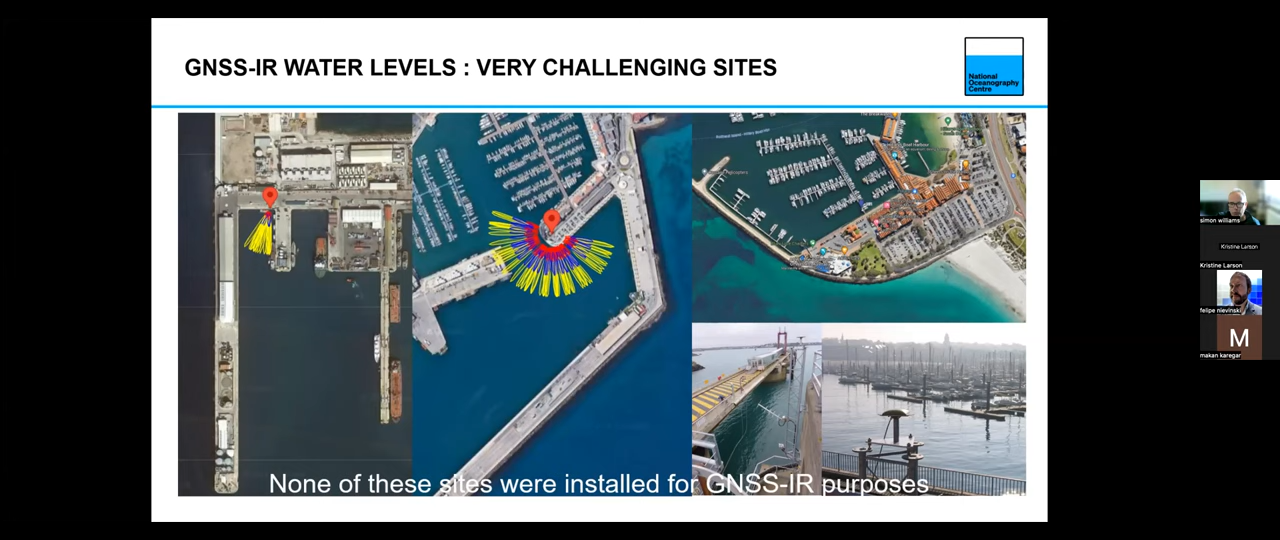 GNSS-IR WATER LEVELS : VERY CHALLENGING SITES
National
Oceanography
Centre
None of these sites were installed for GNSS-IR purposes
simon williams
Kristine Larson
Kristine Larson
felipe nievinski
M
makan karegar